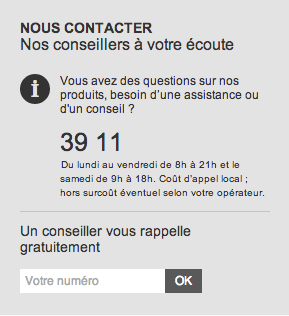 NOUS CONTACTER
Nos conseillers à votre écoute
i
Vous avez des questions sur nos
produits, besoin d'une assistance ou
d'un conseil ?
39 11
Du lundi au vendredi de 8h à 21h et le
samedi de 9h à 18h. Coût d'appel local ;
hors surcoût éventuel selon votre opérateur.
Un conseiller vous rappelle
gratuitement
Votre numéro OK